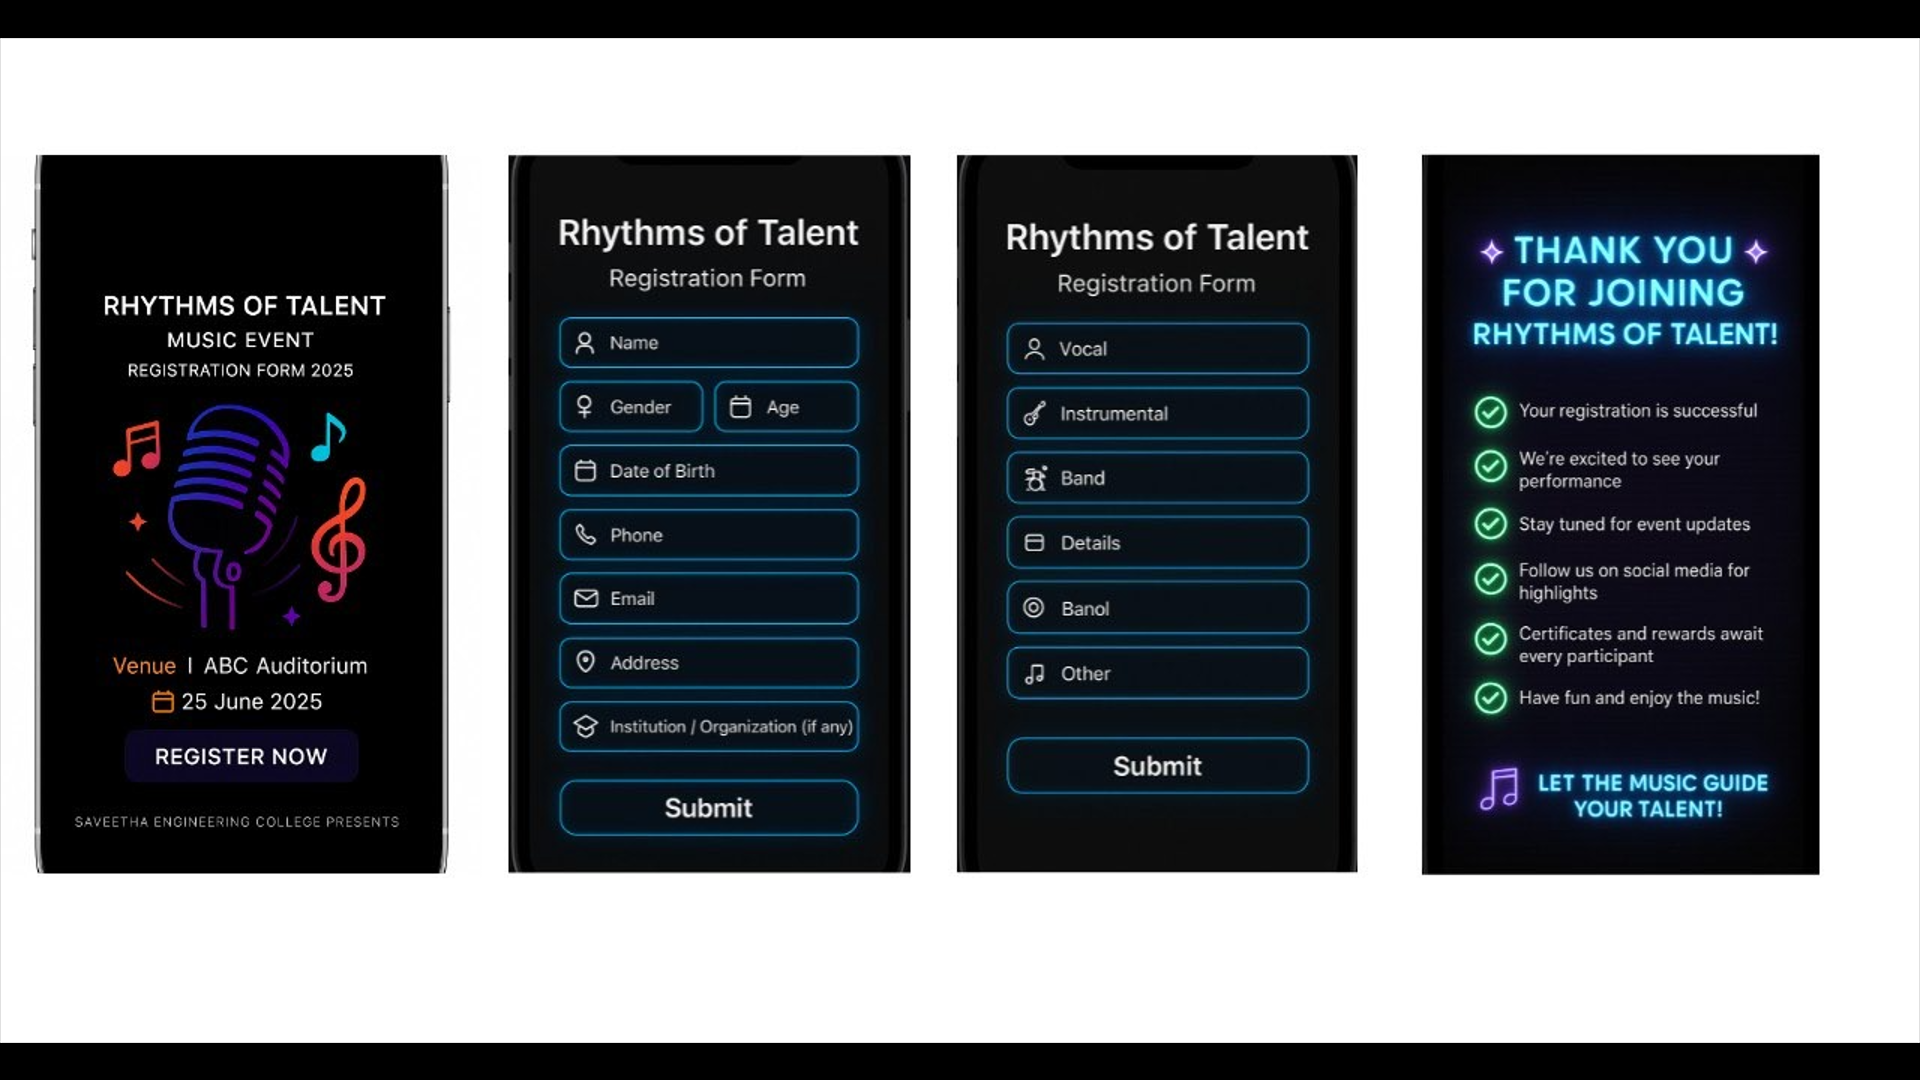 RHYTHMS OF TALENT
MUSIC EVENT
REGISTRATION FORM 2025
Venue | ABC Auditorium
25 June 2025
REGISTER NOW
SAVEETHA ENGINEERING COLLEGE PRESENTS
Rhythms of Talent
Registration Form
Name
Gender
Age
Date of Birth
Phone
Email
Address
Institution / Organization (if any)
Submit
Rhythms of Talent
Registration Form
Vocal
Instrumental
Band
Details
Banol
Other
Submit
THANK YOU
FOR JOINING
RHYTHMS OF TALENT!
Your registration is successful
We're excited to see your
performance
Stay tuned for event updates
Follow us on social media for
highlights
Certificates and rewards await
every participant
Have fun and enjoy the music!
LET THE MUSIC GUIDE
YOUR TALENT!